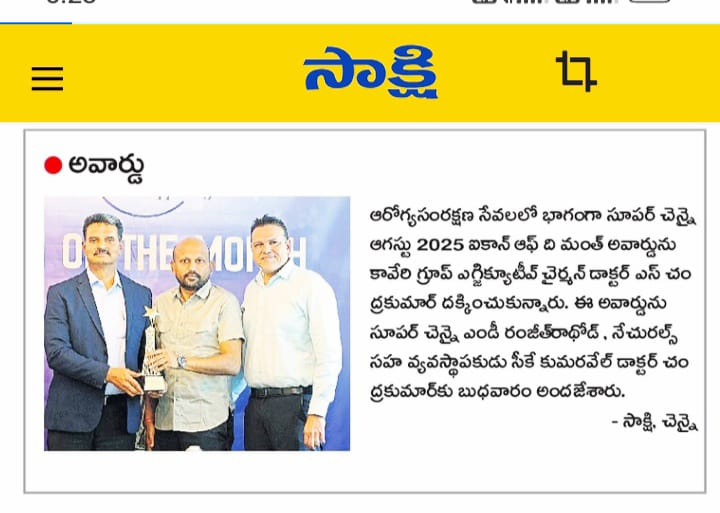 సాక్షి
అవార్డు
OF THE MONTH
ఆరోగ్యసంరక్షణ సేవలలో భాగంగా సూపర్ చెన్నై
ఆగస్టు 2025 ఐకాన్ ఆఫ్ ది మంత్ అవార్డును
కావేరి గ్రూప్ ఎగ్జిక్యూటీవ్ చైర్మన్ డాక్టర్ ఎస్ చం
ద్రకుమార్ దక్కించుకున్నారు. ఈ అవార్డును
సూపర్ చెన్నై ఎండీ రంజీత్‌రాథోడ్, నేచురల్స్
సహ వ్యవస్థాపకుడు సీకే కుమరవేల్ డాక్టర్ చం
ద్రకుమార్‌కు బుధవారం అందజేశారు.
- సాక్షి, చెన్నై